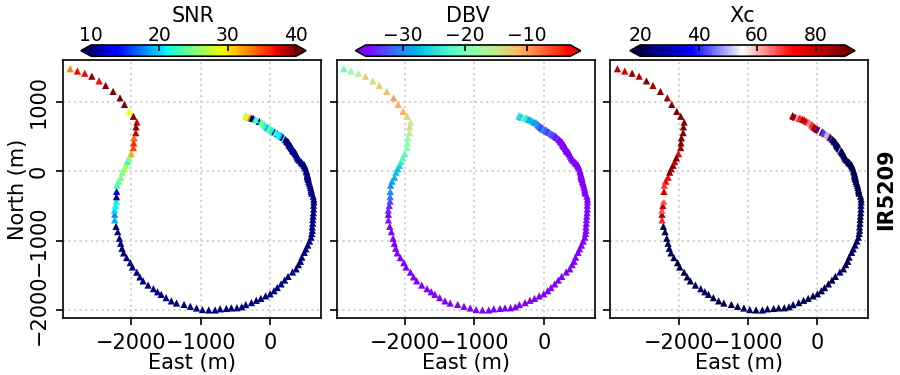 SNR DBV Xc
10 20 30 40 −30 −20 −10 20 40 60 80
North (m)
1000
0
−1000
−2000
−2000 −1000 0 −2000 −1000 0 −2000 −1000 0
East (m) East (m) East (m)
IR5209